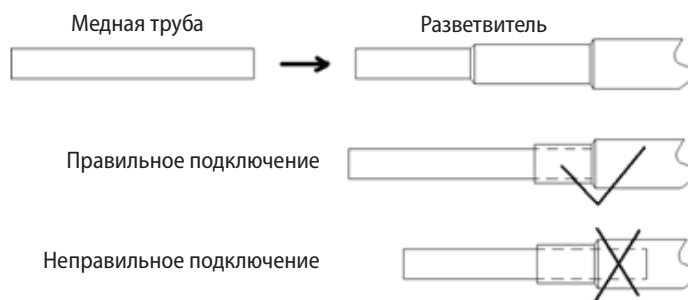 Медная труба
Разветвитель
Правильное подключение
Неправильное подключение